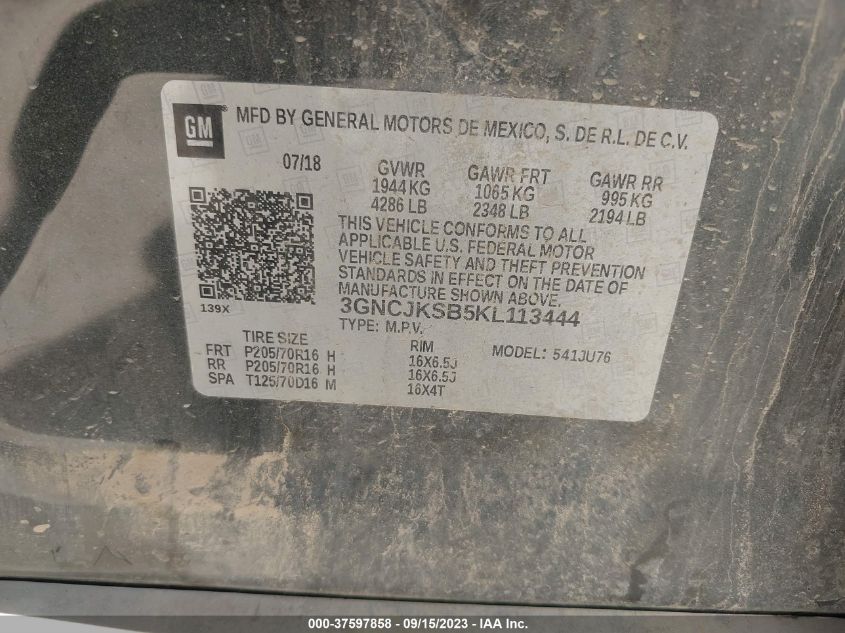 GM
MFD BY GENERAL MOTORS DE MEXICO, S. DE R.L. DE C.V.
07/18
GVWR GAWR FRT GAWR RR
1944 KG 1065 KG 995 KG
4286 LB 2348 LB 2194 LB
THIS VEHICLE CONFORMS TO ALL
APPLICABLE U.S. FEDERAL MOTOR
VEHICLE SAFETY AND THEFT PREVENTION
STANDARDS IN EFFECT ON THE DATE OF
MANUFACTURE SHOWN ABOVE.
139X
3GNCJKSB5KL113444
TYPE: M.P.V. MODEL: 541JU76
TIRE SIZE RIM
FRT P205/70R16 H 16X6.5J
RR P205/70R16 H 16X6.5J
SPA T125/70D16 M 16X4T
000-37597858 - 09/15/2023 - IAA Inc.